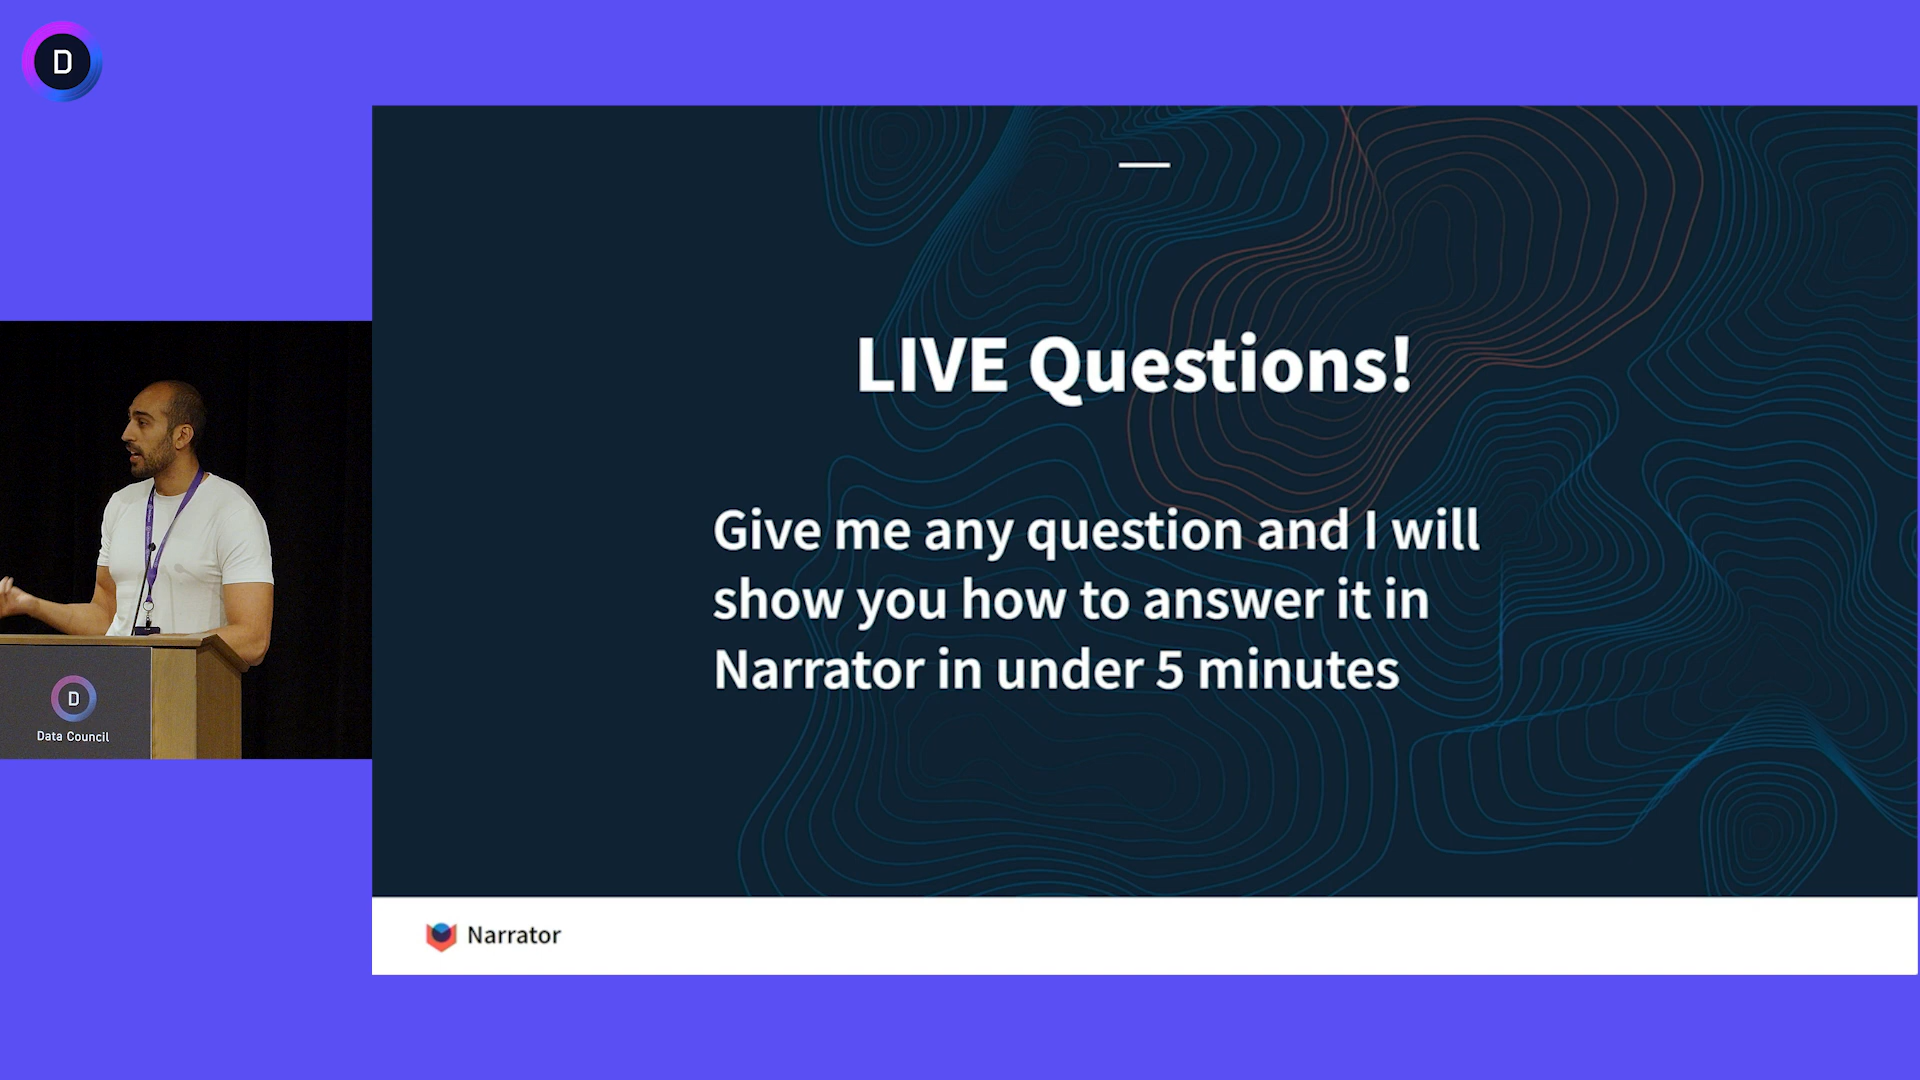 D
LIVE Questions!
Give me any question and I will
show you how to answer it in
Narrator in under 5 minutes
D
Data Council
Narrator